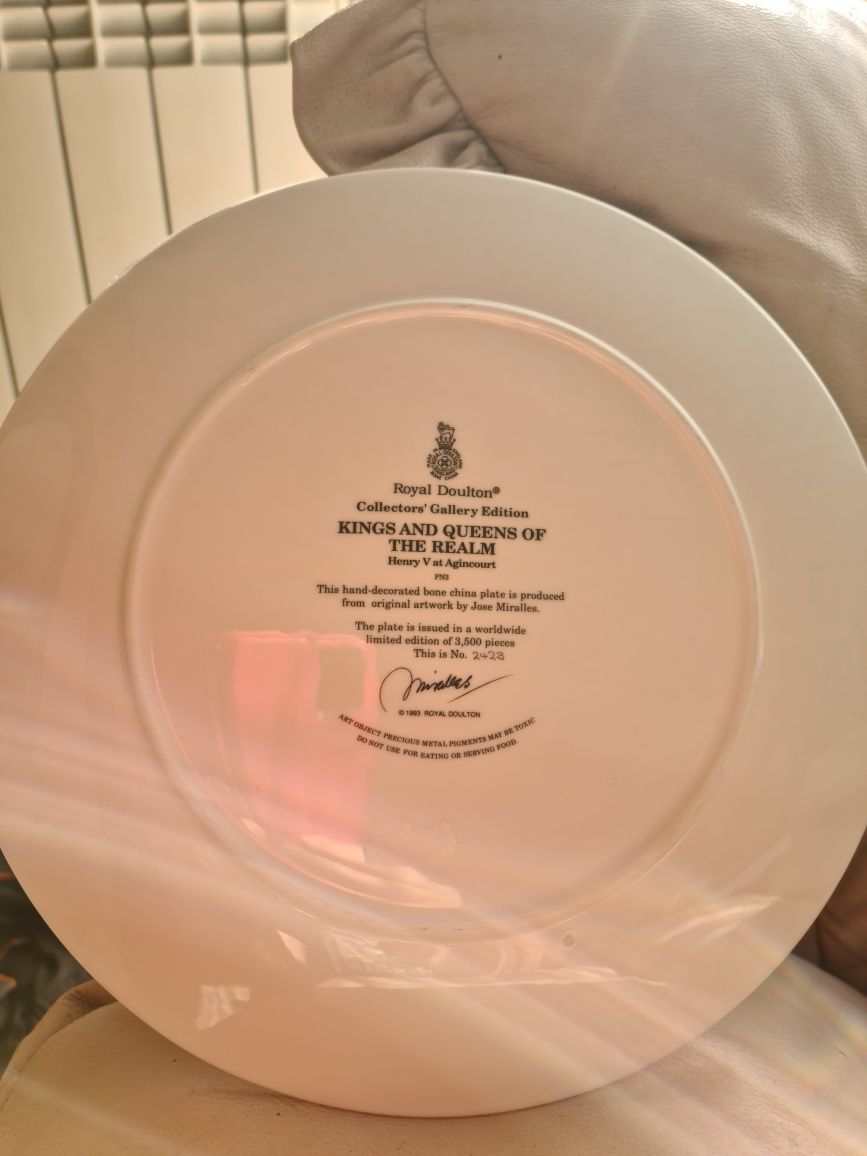 Royal Doulton®
Collectors' Gallery Edition
KINGS AND QUEENS OF
THE REALM
Henry V at Agincourt
PN3
This hand-decorated bone china plate is produced
from original artwork by Jose Miralles.
The plate is issued in a worldwide
limited edition of 3,500 pieces
This is No. 2423
Miralles
© 1993 ROYAL DOULTON
ART OBJECT PRECIOUS METAL PIGMENTS MAY BE TOXIC
DO NOT USE FOR EATING OR SERVING FOOD.